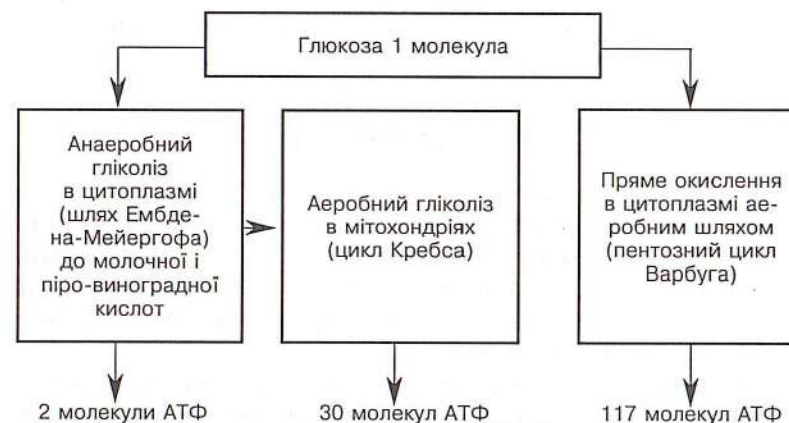 Глюкоза 1 молекула
Анаеробний
гліколіз
в цитоплазмі
(шлях Ембде-
на-Мейергофа)
до молочної і
піро-виноградної
кислот
Аеробний гліколіз
в мітохондріях
(цикл Кребса)
Пряме окислення
в цитоплазмі ае-
робним шляхом
(пентозний цикл
Варбуга)
2 молекули АТФ
30 молекул АТФ
117 молекул АТФ